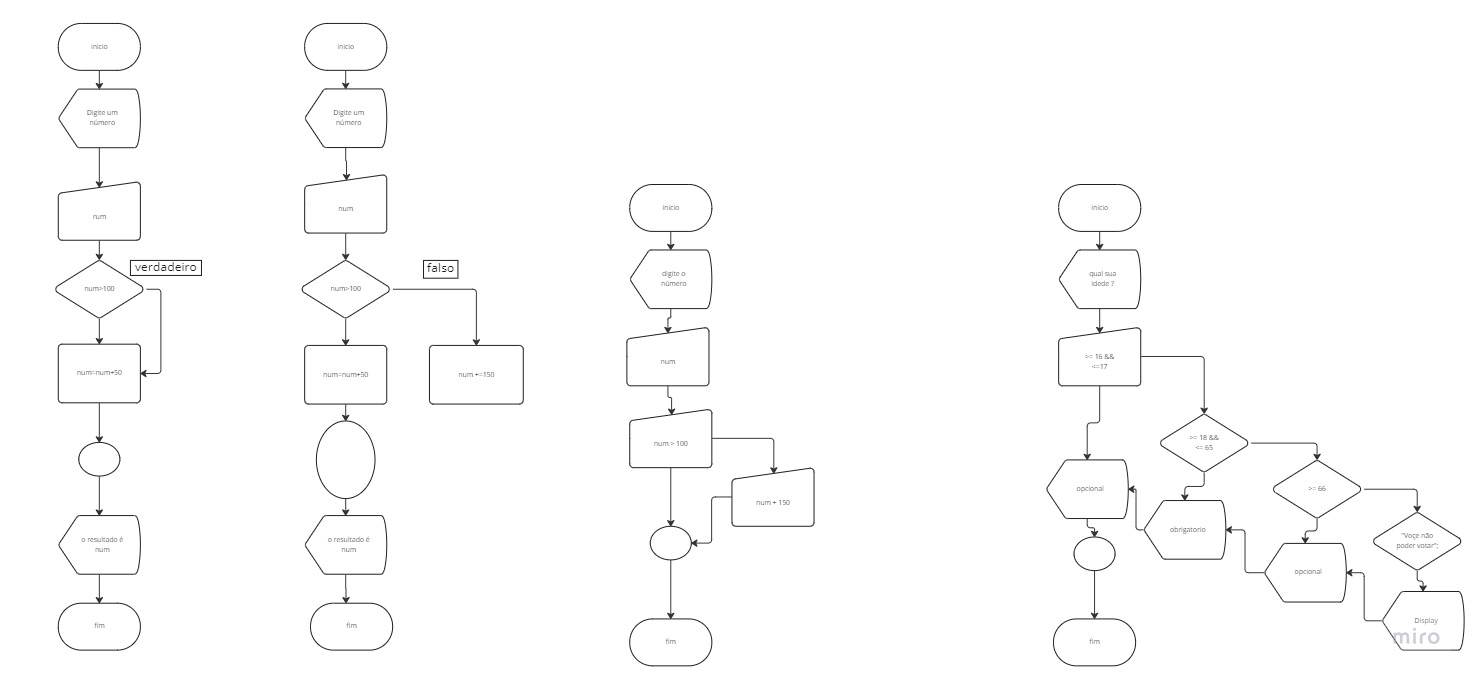 inicio
Digite um
número
rum
verdadeiro
num>100
num=num+50
o resultado é
num
fim
inicio
Digite um
número
num
falso
num>100
num=num+50
num +=150
o resultado é
num
fim
inicio
digite o
número
num
num > 100
num + 150
fim
inicio
qual sua
idede ?
>= 16 &&
<=17
>= 18 &&
<= 65
>= 66
"Voçe não
poder votar";
opcional
obrigatorio
opcional
Display
fim
miro